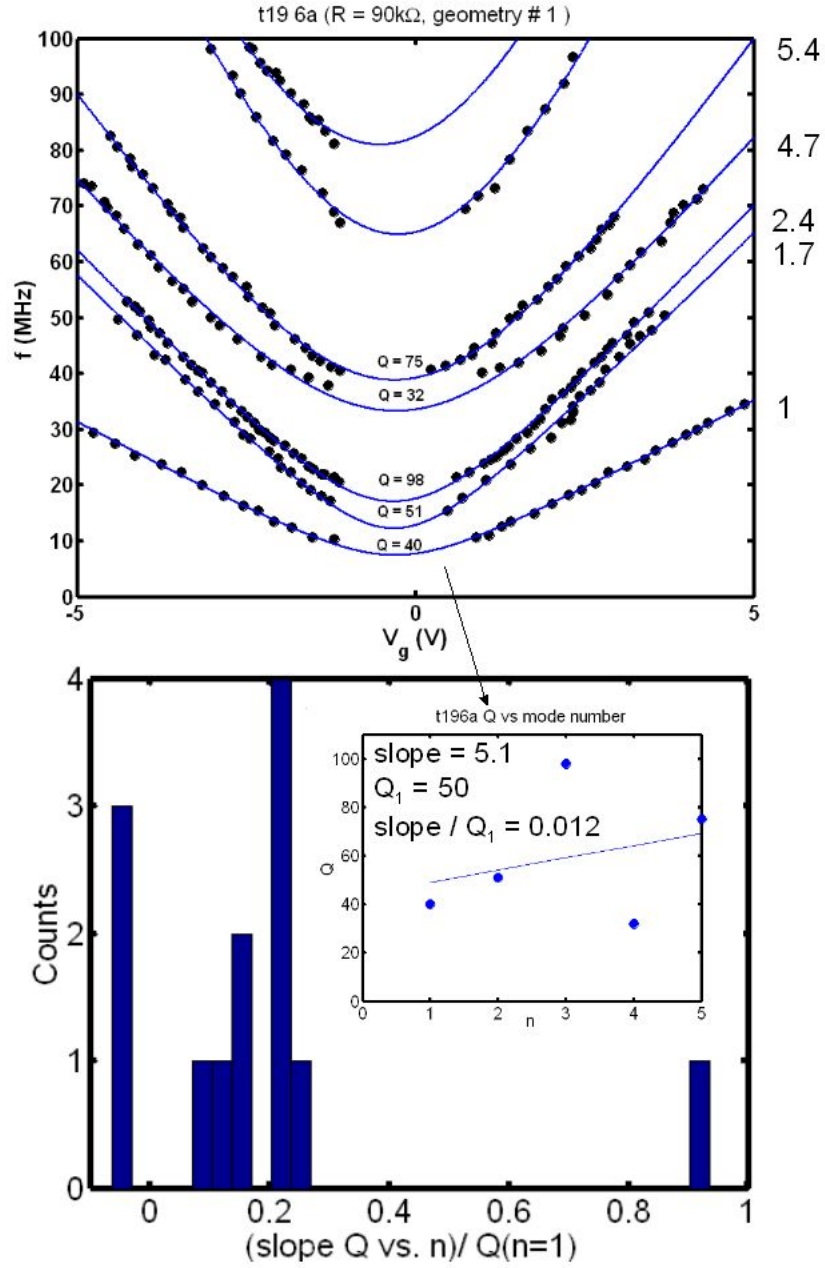 t19 6a (R = 90kΩ, geometry # 1 )
100
90
80
70
60
50
40
30
20
10
0
f (MHz)
5.4
4.7
2.4
1.7
1
Q = 75
Q = 32
Q = 98
Q = 51
Q = 40
-5 0 5
V_g (V)
4
3
2
1
0
Counts
t196a Q vs mode number
slope = 5.1
Q₁ = 50
slope / Q₁ = 0.012
100
80
60
40
20
0
Q
0 1 2 3 4 5
n
0 0.2 0.4 0.6 0.8 1
(slope Q vs. n)/ Q(n=1)